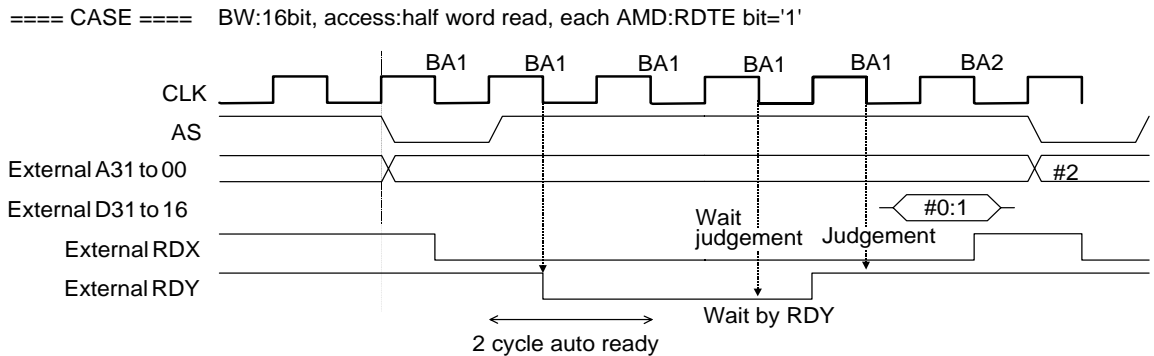 ==== CASE ==== BW:16bit, access:half word read, each AMD:RDTE bit='1'
BA1 BA1 BA1 BA1 BA1 BA2
CLK
AS
External A31 to 00
#2
External D31 to 16
#0:1
Wait
judgement
Judgement
External RDX
External RDY
Wait by RDY
2 cycle auto ready